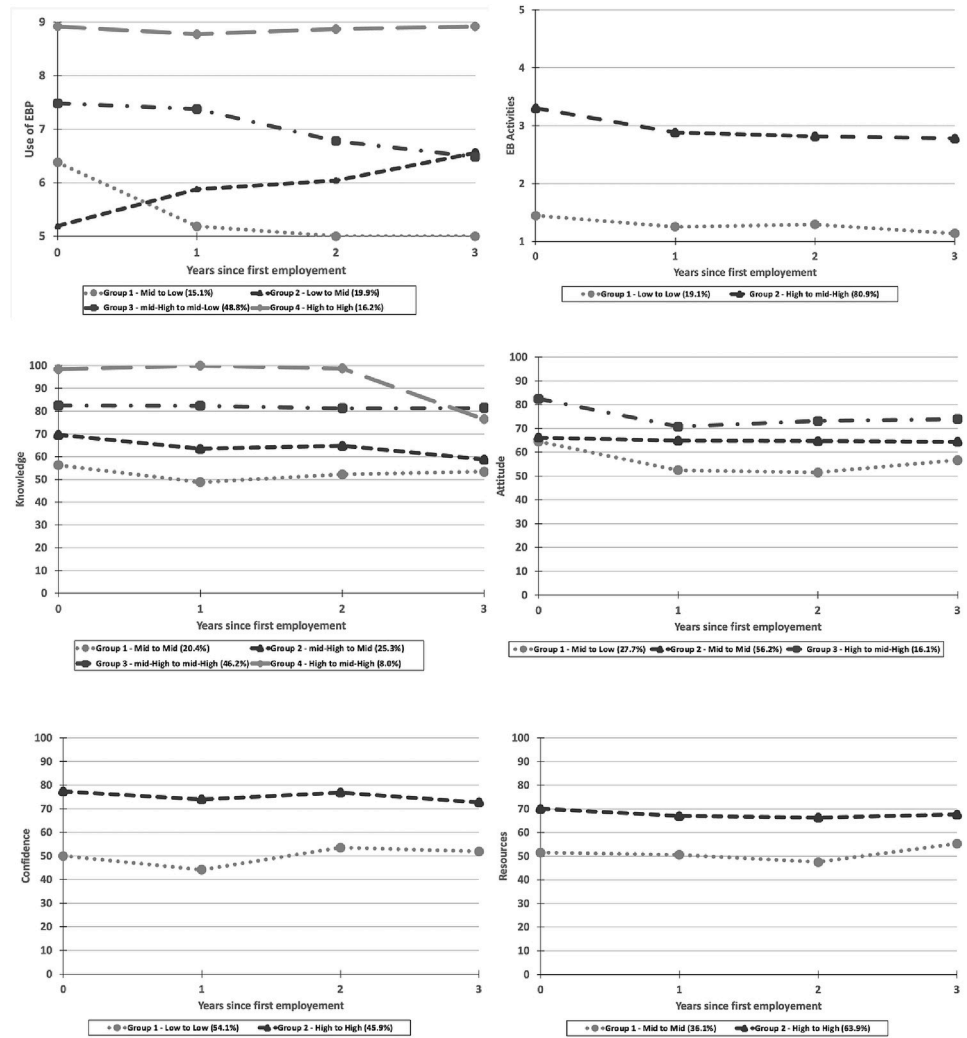 9
8
7
6
5
Use of EBP
0 1 2 3
Years since first employement
Group 1 - Mid to Low (15.1%) Group 2 - Low to Mid (19.9%)
Group 3 - mid-High to mid-Low (48.8%) Group 4 - High to High (16.2%)
5
4
3
2
1
EB Activities
0 1 2 3
Years since first employement
Group 1 - Low to Low (19.1%) Group 2 - High to mid-High (80.9%)
100
90
80
70
60
50
40
30
20
10
0
Knowledge
0 1 2 3
Years since first employement
Group 1 - Mid to Mid (20.4%) Group 2 - mid-High to Mid (25.3%)
Group 3 - mid-High to mid-High (46.2%) Group 4 - High to mid-High (8.0%)
100
90
80
70
60
50
40
30
20
10
0
Attitude
0 1 2 3
Years since first employement
Group 1 - Mid to Low (27.7%) Group 2 - Mid to Mid (56.2%) Group 3 - High to mid-High (16.1%)
100
90
80
70
60
50
40
30
20
10
0
Confidence
0 1 2 3
Years since first employement
Group 1 - Low to Low (54.1%) Group 2 - High to High (45.9%)
100
90
80
70
60
50
40
30
20
10
0
Resources
0 1 2 3
Years since first employement
Group 1 - Mid to Mid (36.1%) Group 2 - High to High (63.9%)